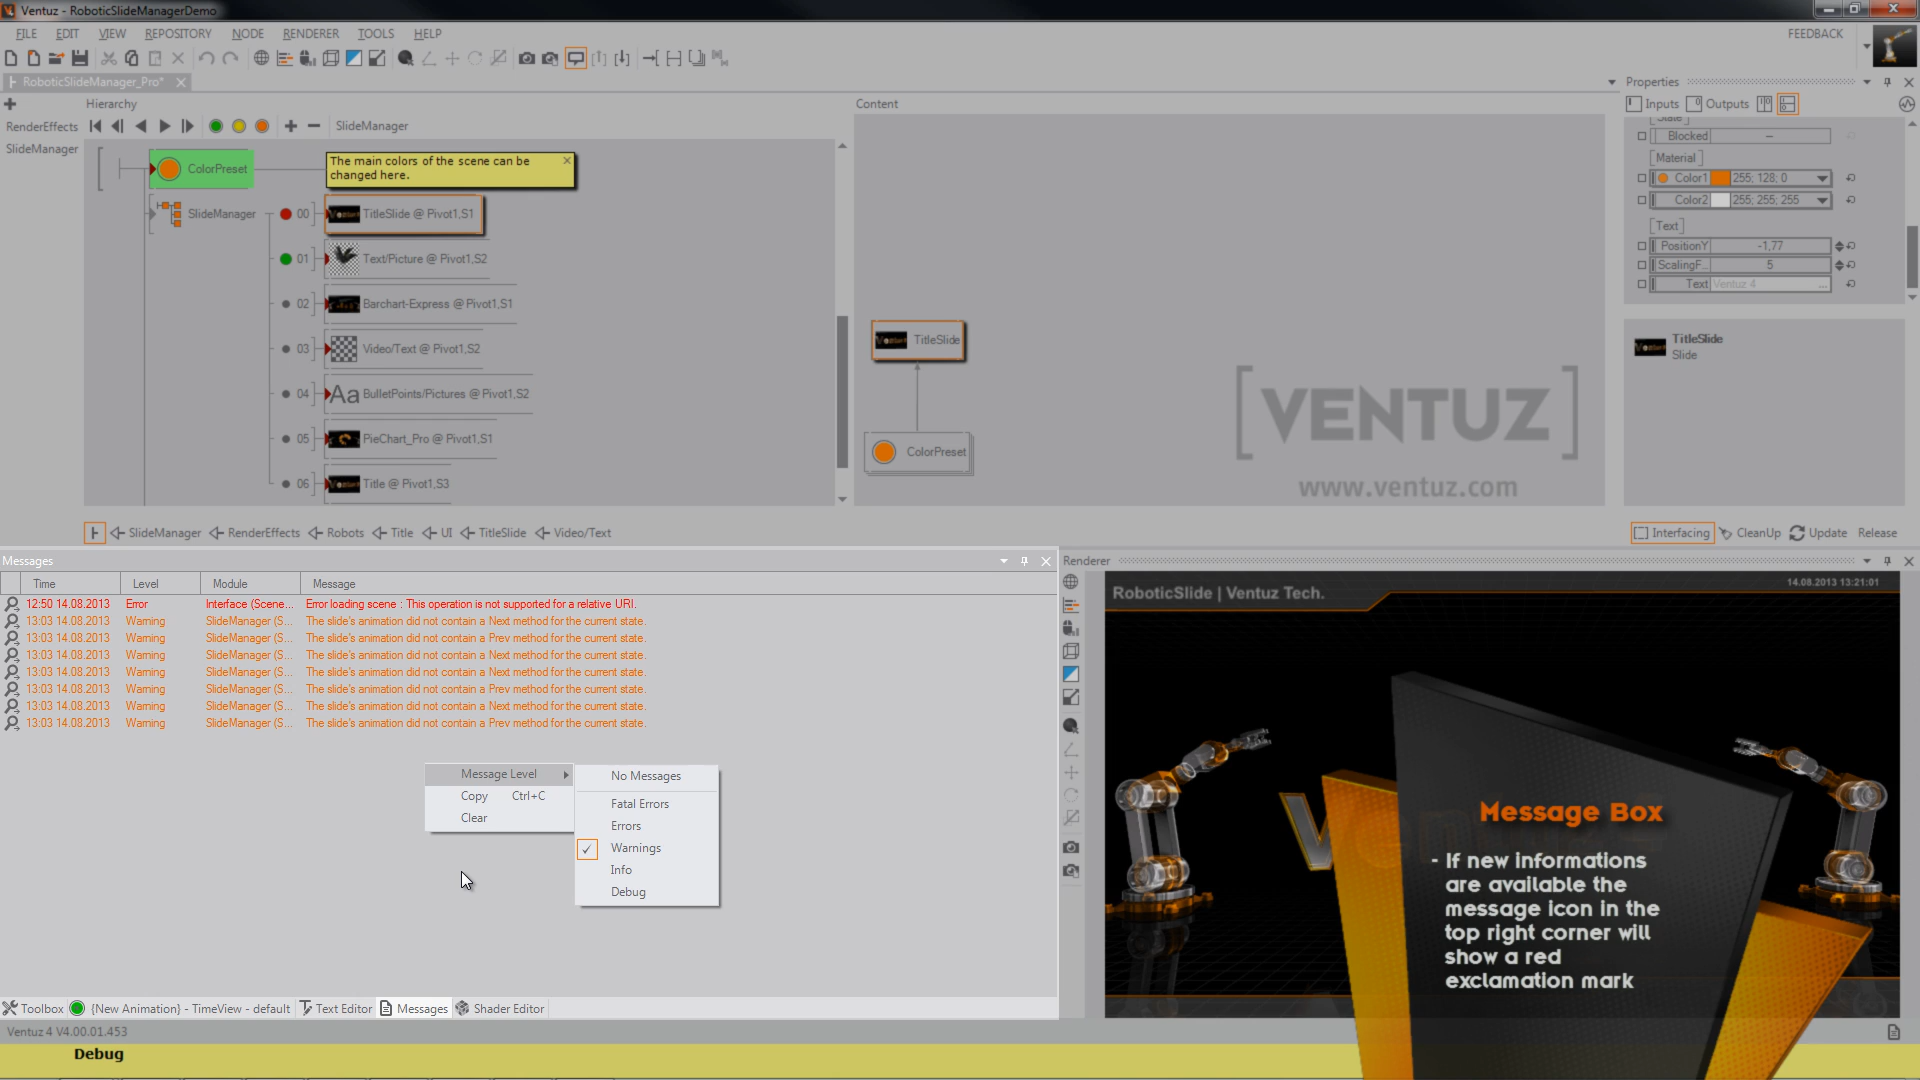 Ventuz - RoboticSlideManagerDemo
FILE EDIT VIEW REPOSITORY NODE RENDERER TOOLS HELP
FEEDBACK
RoboticSlideManager_Pro*
Hierarchy
RenderEffects
SlideManager
SlideManager
ColorPreset
The main colors of the scene can be
changed here.
SlideManager
00 TitleSlide @ Pivot1,S1
01 Text/Picture @ Pivot1,S2
02 Barchart-Express @ Pivot1,S1
03 Video/Text @ Pivot1,S2
04 Aa BulletPoints/Pictures @ Pivot1,S2
05 PieChart_Pro @ Pivot1,S1
06 Title @ Pivot1,S3
Content
TitleSlide
ColorPreset
VENTUZ
www.ventuz.com
Properties
Inputs Outputs
Blocked –
Material
Color1 255; 128; 0
Color2 255; 255; 255
Text
PositionY -1,77
ScalingF... 5
Text Ventuz 4 ...
TitleSlide
Slide
SlideManager RenderEffects Robots Title UI TitleSlide Video/Text
Interfacing CleanUp Update Release
Messages
Time Level Module Message
12:50 14.08.2013 Error Interface (Scene... Error loading scene : This operation is not supported for a relative URI.
13:03 14.08.2013 Warning SlideManager (S... The slide's animation did not contain a Next method for the current state.
13:03 14.08.2013 Warning SlideManager (S... The slide's animation did not contain a Prev method for the current state.
13:03 14.08.2013 Warning SlideManager (S... The slide's animation did not contain a Next method for the current state.
13:03 14.08.2013 Warning SlideManager (S... The slide's animation did not contain a Next method for the current state.
13:03 14.08.2013 Warning SlideManager (S... The slide's animation did not contain a Prev method for the current state.
13:03 14.08.2013 Warning SlideManager (S... The slide's animation did not contain a Next method for the current state.
13:03 14.08.2013 Warning SlideManager (S... The slide's animation did not contain a Prev method for the current state.
Message Level
Copy Ctrl+C
Clear
No Messages
Fatal Errors
Errors
Warnings
Info
Debug
Renderer
RoboticSlide | Ventuz Tech.
14.08.2013 13:21:01
Message Box
- If new informations
are available the
message icon in the
top right corner will
show a red
exclamation mark
Toolbox {New Animation} - TimeView - default Text Editor Messages Shader Editor
Ventuz 4 V4.00.01.453
Debug